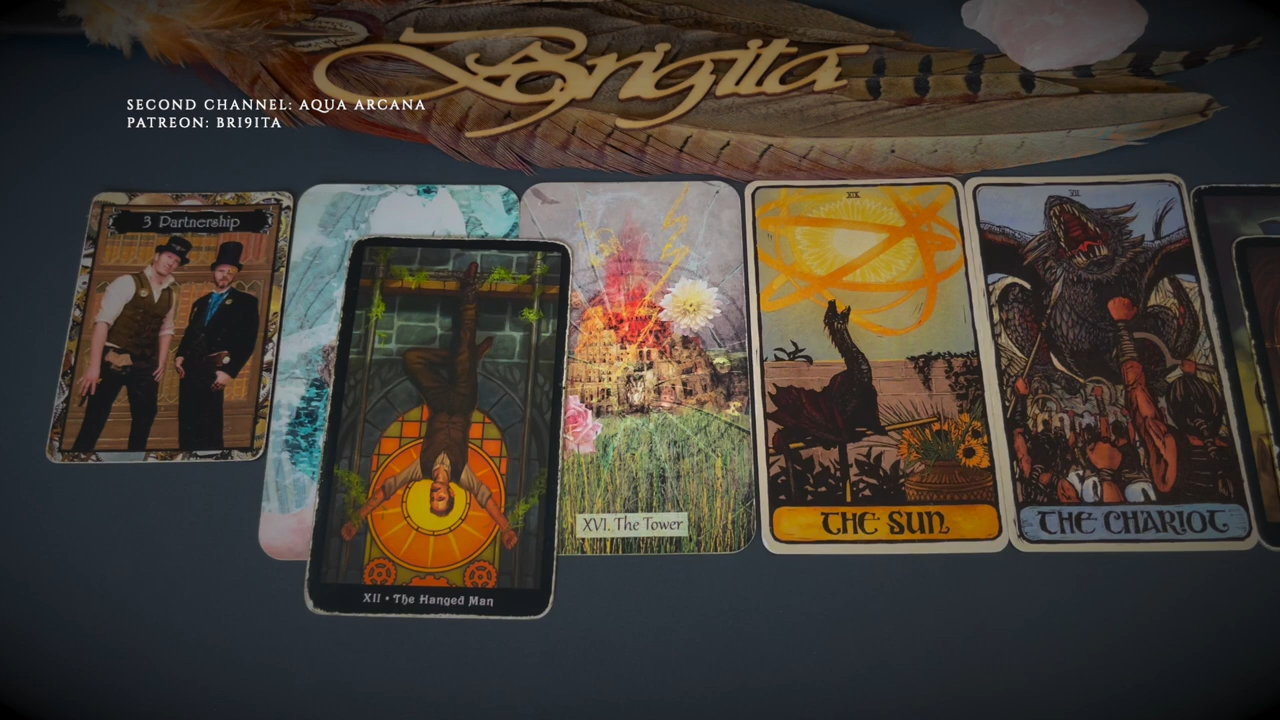 Brigita
SECOND CHANNEL: AQUA ARCANA
PATREON: BRI9ITA
3 Partnership
XIX
VII
XVI. The Tower
THE SUN
THE CHARIOT
XII • The Hanged Man